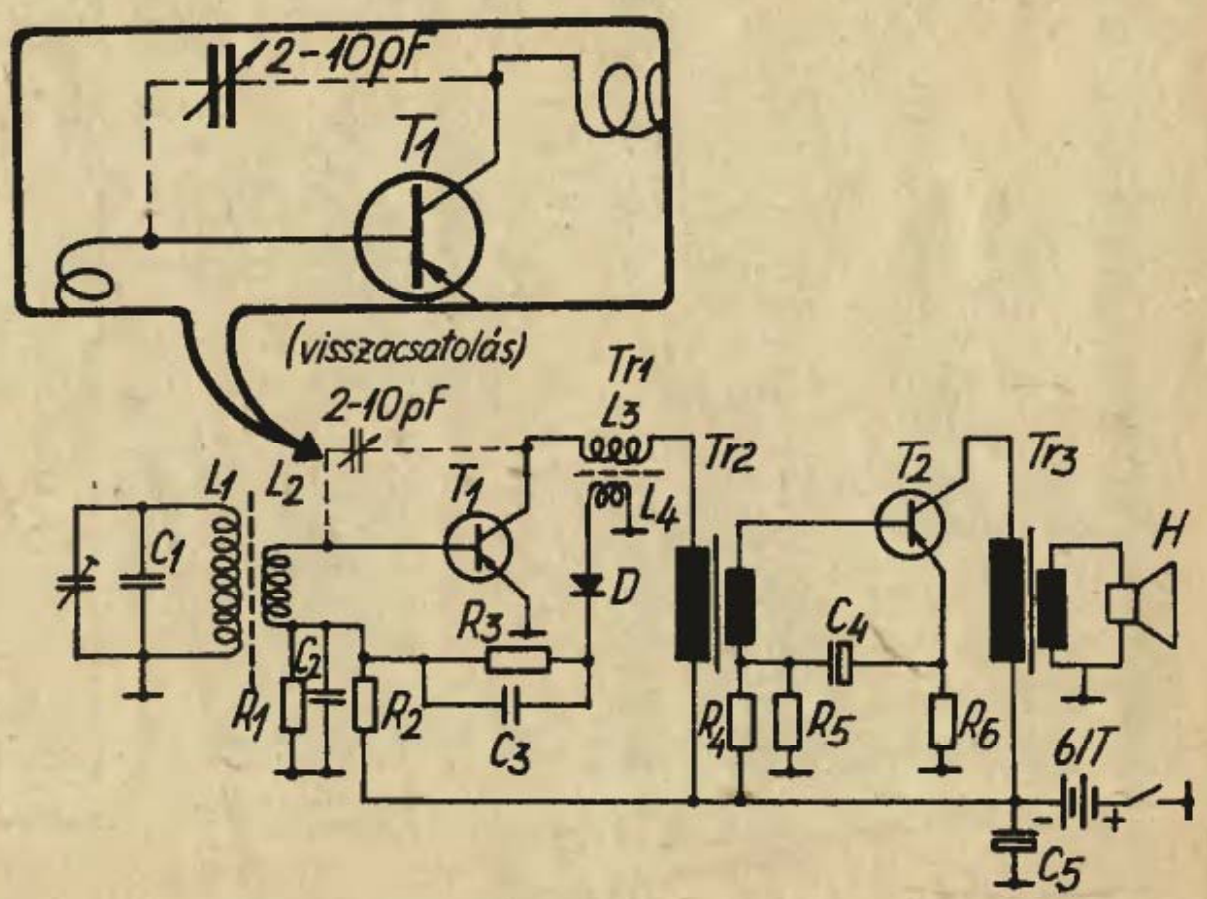 2-10pF
T1
(visszacsatolás)
2-10pF
Tr1
L3
L4
Tr2
T2
Tr3
H
L1
L2
T1
C1
D
R3
C4
C2
R1
R2
C3
R4
R5
R6
6/T
- +
C5